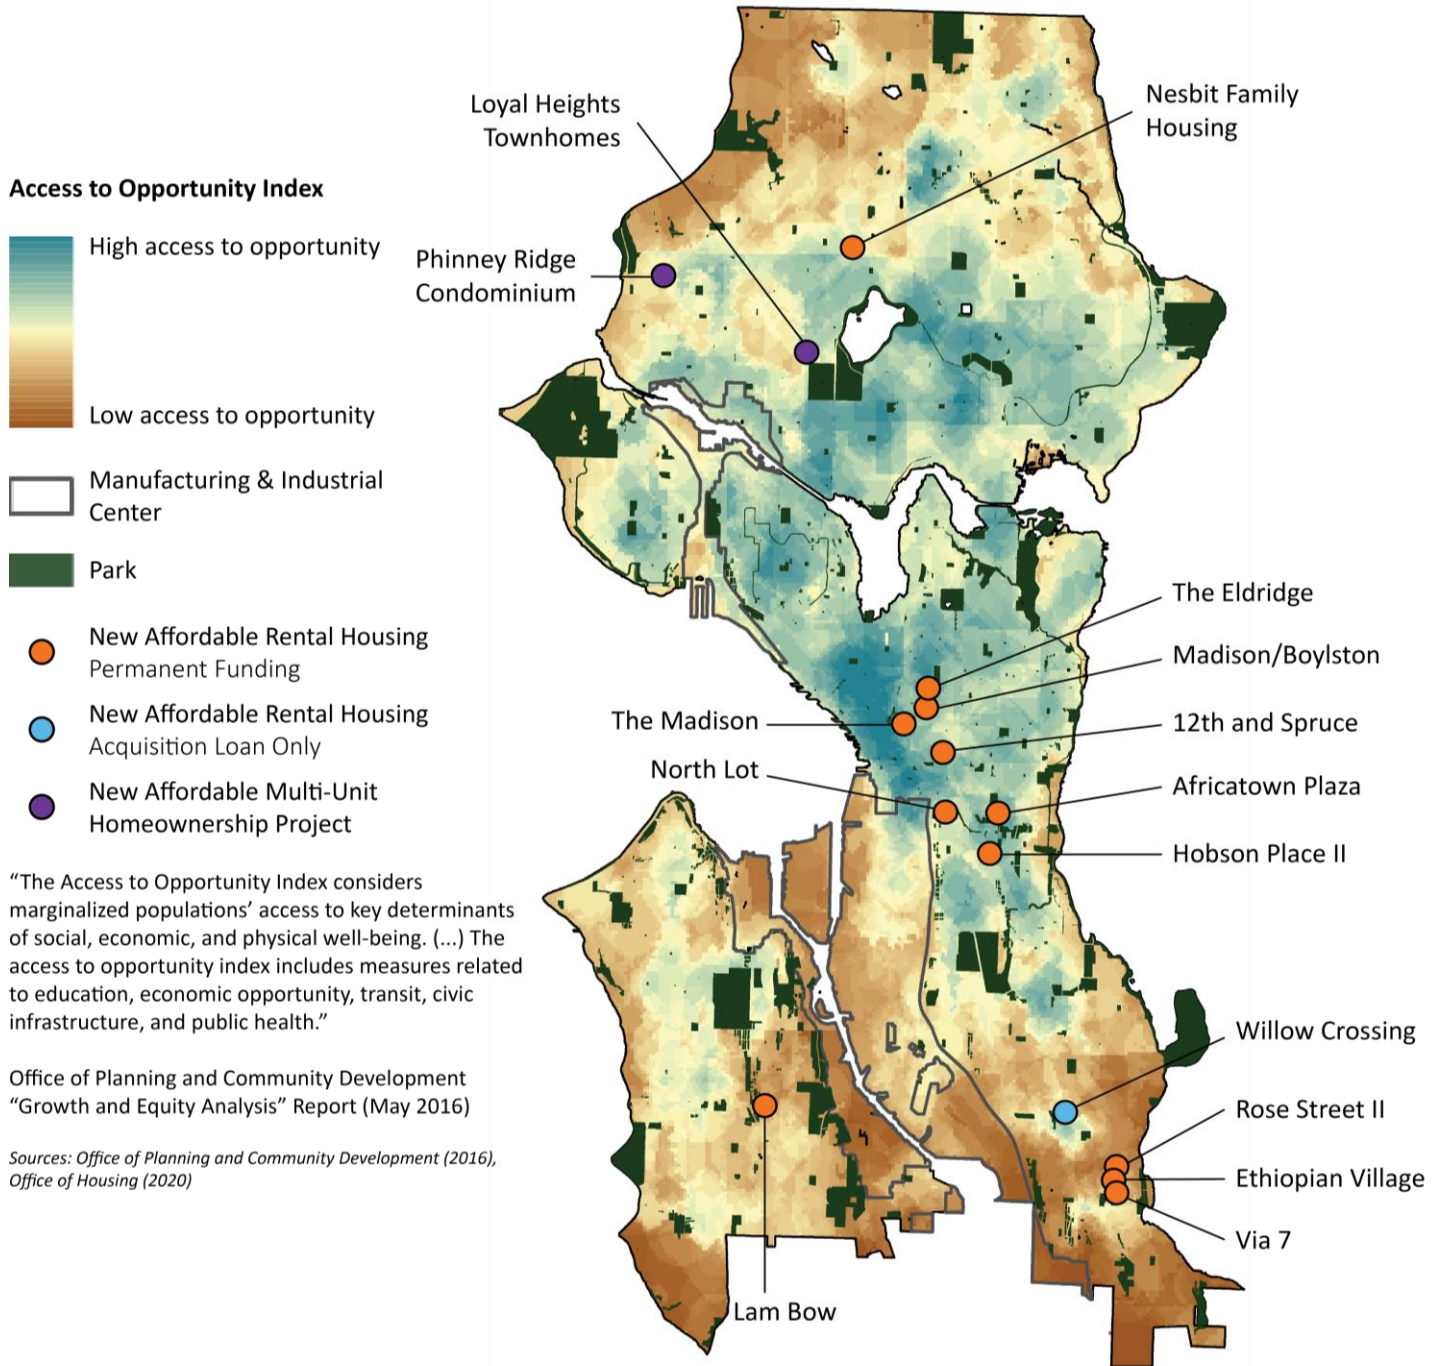 Loyal Heights
Townhomes
Nesbit Family
Housing
Access to Opportunity Index
High access to opportunity
Phinney Ridge
Condominium
Low access to opportunity
Manufacturing & Industrial
Center
Park
New Affordable Rental Housing
Permanent Funding
New Affordable Rental Housing
Acquisition Loan Only
New Affordable Multi-Unit
Homeownership Project
The Eldridge
Madison/Boylston
The Madison
12th and Spruce
North Lot
Africatown Plaza
Hobson Place II
“The Access to Opportunity Index considers
marginalized populations’ access to key determinants
of social, economic, and physical well-being. (...) The
access to opportunity index includes measures related
to education, economic opportunity, transit, civic
infrastructure, and public health.”
Office of Planning and Community Development
“Growth and Equity Analysis” Report (May 2016)
Sources: Office of Planning and Community Development (2016),
Office of Housing (2020)
Willow Crossing
Rose Street II
Ethiopian Village
Via 7
Lam Bow